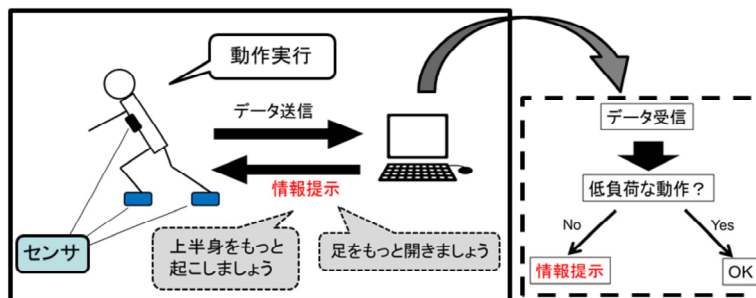 動作実行
データ送信
情報提示
センサ
上半身をもっと
起こしましょう
足をもっと開きましょう
データ受信
低負荷な動作？
No
Yes
情報提示
OK